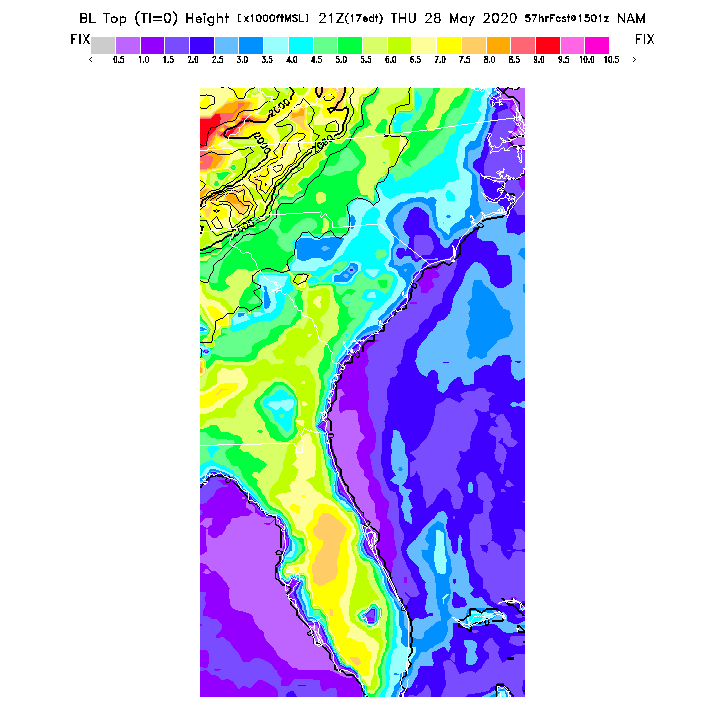 BL Top (TI=0) Height [x1000ftMSL] 21Z(17edt) THU 28 May 2020 57hrFcst@1501z NAM
FIX FIX
< 0.5 1.0 1.5 2.0 2.5 3.0 3.5 4.0 4.5 5.0 5.5 6.0 6.5 7.0 7.5 8.0 8.5 9.0 9.5 10.0 10.5 >
2000
2000
2000